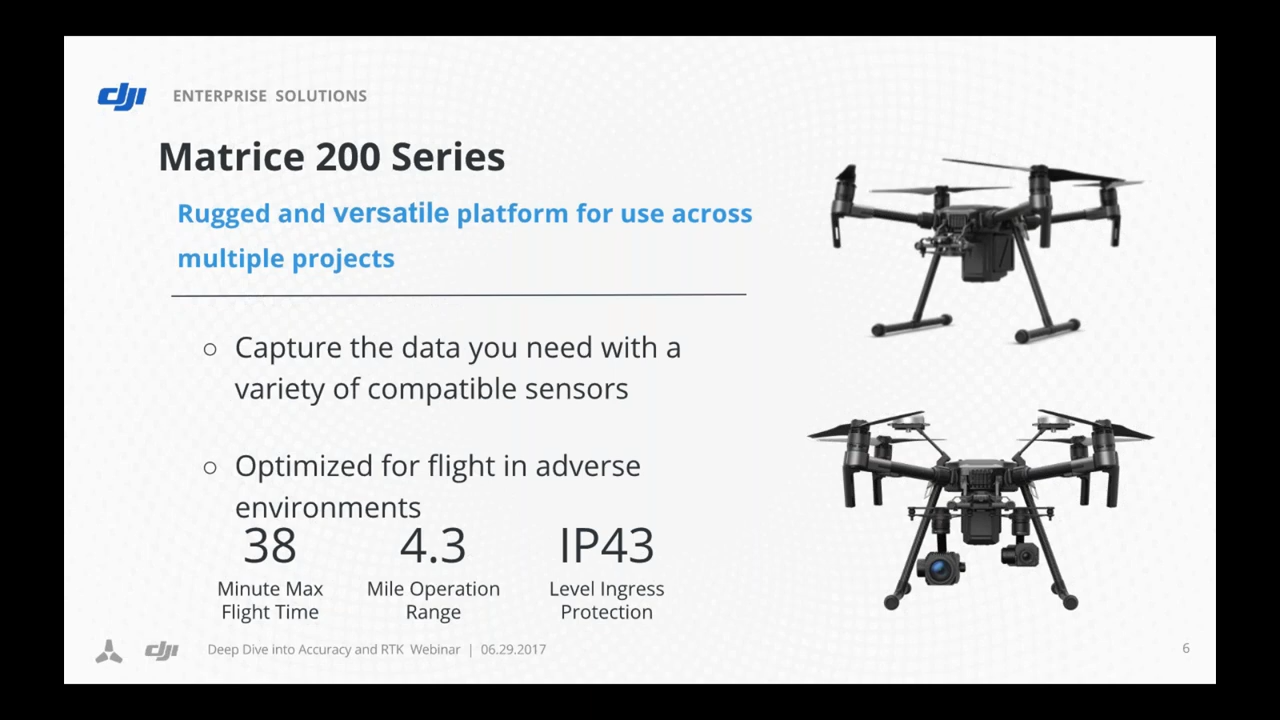 dji ENTERPRISE SOLUTIONS
Matrice 200 Series
Rugged and versatile platform for use across
multiple projects
○ Capture the data you need with a
variety of compatible sensors
○ Optimized for flight in adverse
environments
38 4.3 IP43
Minute Max Mile Operation Level Ingress
Flight Time Range Protection
dji Deep Dive into Accuracy and RTK Webinar | 06.29.2017 6